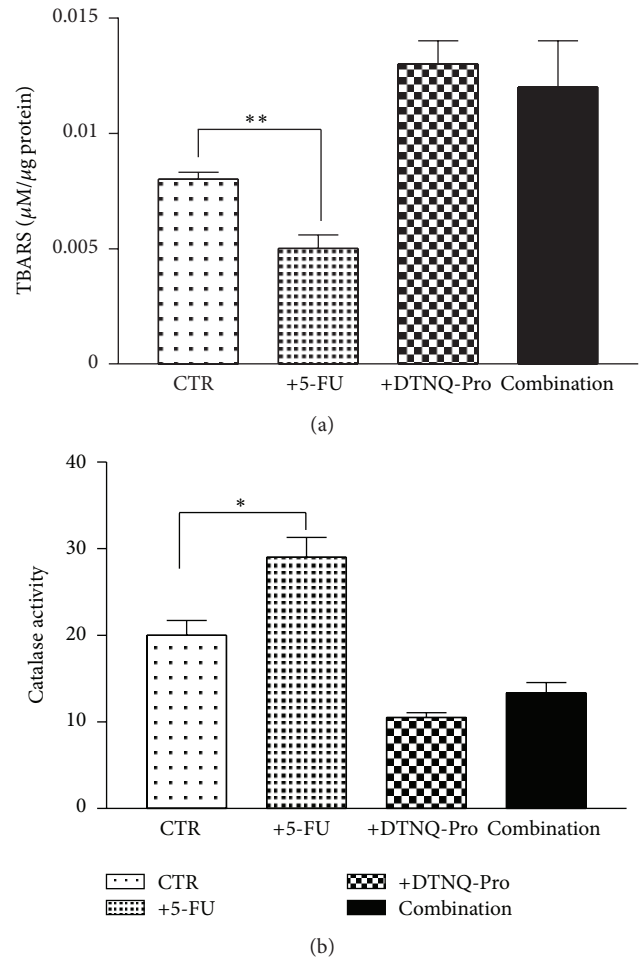 0.015
0.01
0.005
0
TBARS (μM/μg protein)
**
CTR +5-FU +DTNQ-Pro Combination
(a)
40
30
20
10
0
Catalase activity
*
CTR +5-FU +DTNQ-Pro Combination
CTR +DTNQ-Pro
+5-FU Combination
(b)